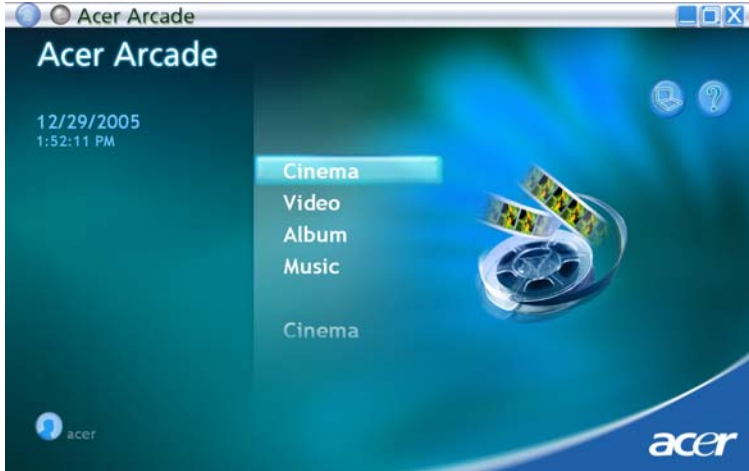 Acer Arcade
Acer Arcade
12/29/2005
1:52:11 PM
?
Cinema
Video
Album
Music
Cinema
acer
acer